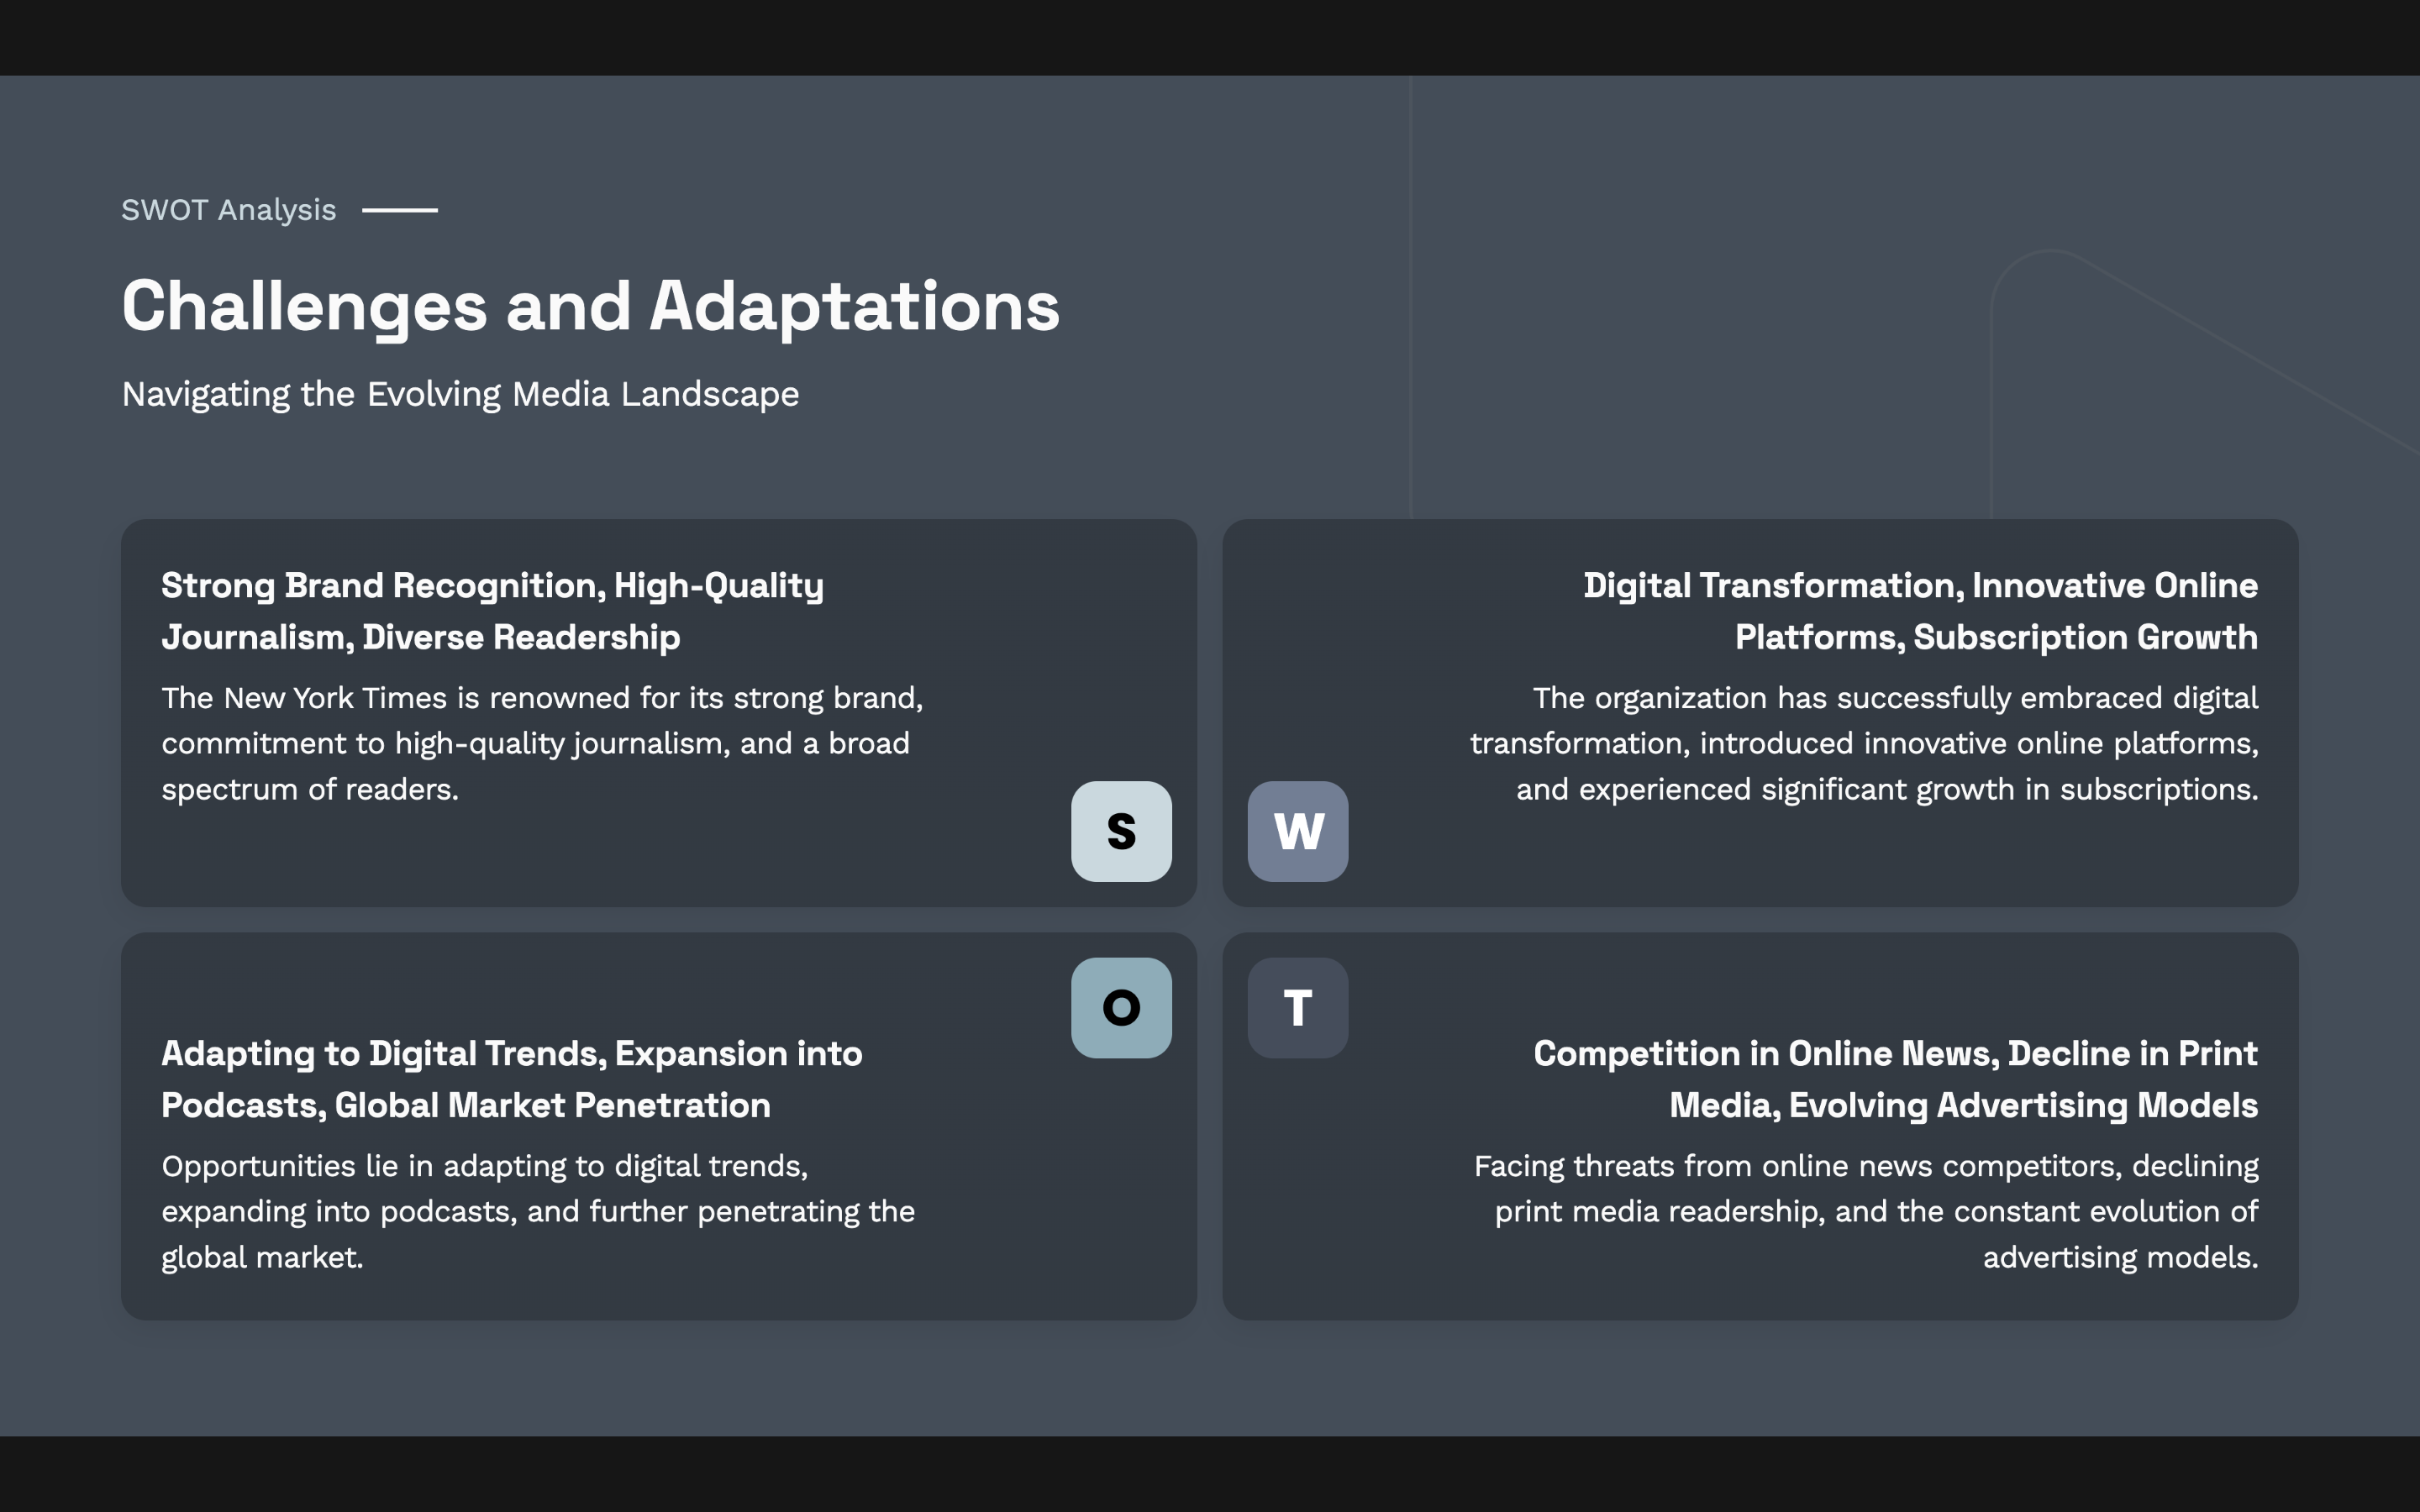 SWOT Analysis
Challenges and Adaptations
Navigating the Evolving Media Landscape
Strong Brand Recognition, High-Quality
Journalism, Diverse Readership
The New York Times is renowned for its strong brand,
commitment to high-quality journalism, and a broad
spectrum of readers.
S
Digital Transformation, Innovative Online
Platforms, Subscription Growth
The organization has successfully embraced digital
transformation, introduced innovative online platforms,
and experienced significant growth in subscriptions.
W
O
Adapting to Digital Trends, Expansion into
Podcasts, Global Market Penetration
Opportunities lie in adapting to digital trends,
expanding into podcasts, and further penetrating the
global market.
T
Competition in Online News, Decline in Print
Media, Evolving Advertising Models
Facing threats from online news competitors, declining
print media readership, and the constant evolution of
advertising models.